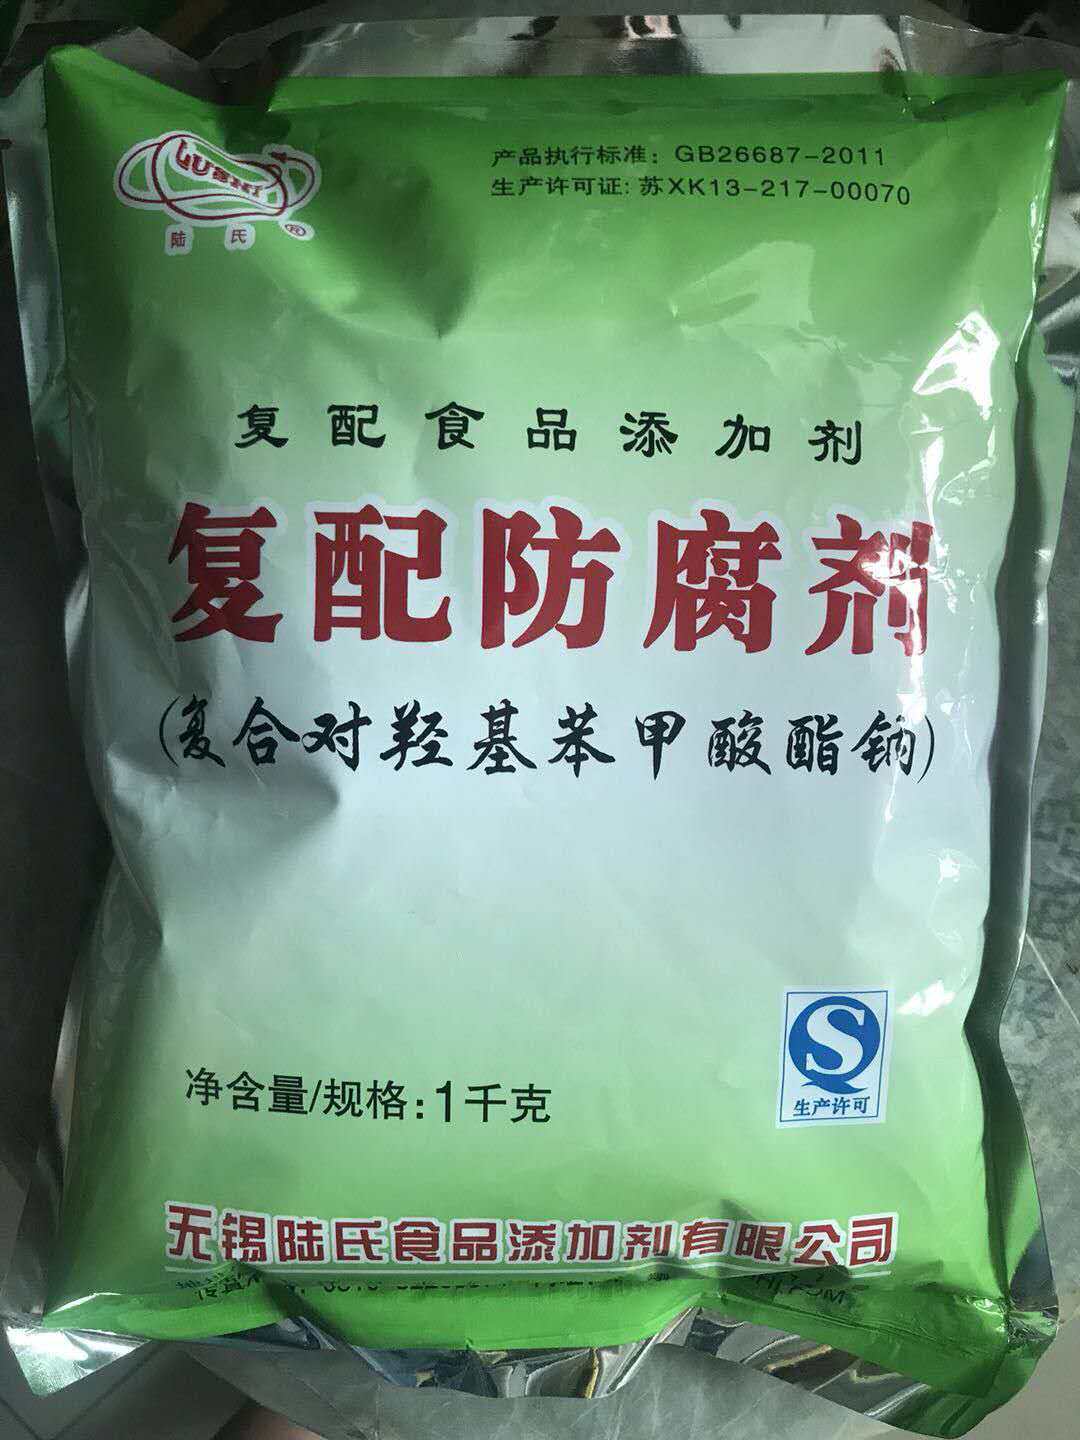 LUSHI
陆氏®
产品执行标准：GB26687-2011
生产许可证：苏XK13-217-00070
复配食品添加剂
复配防腐剂
(复合对羟基苯甲酸酯钠)
净含量/规格：1千克
QS
生产许可
无锡陆氏食品添加剂有限公司